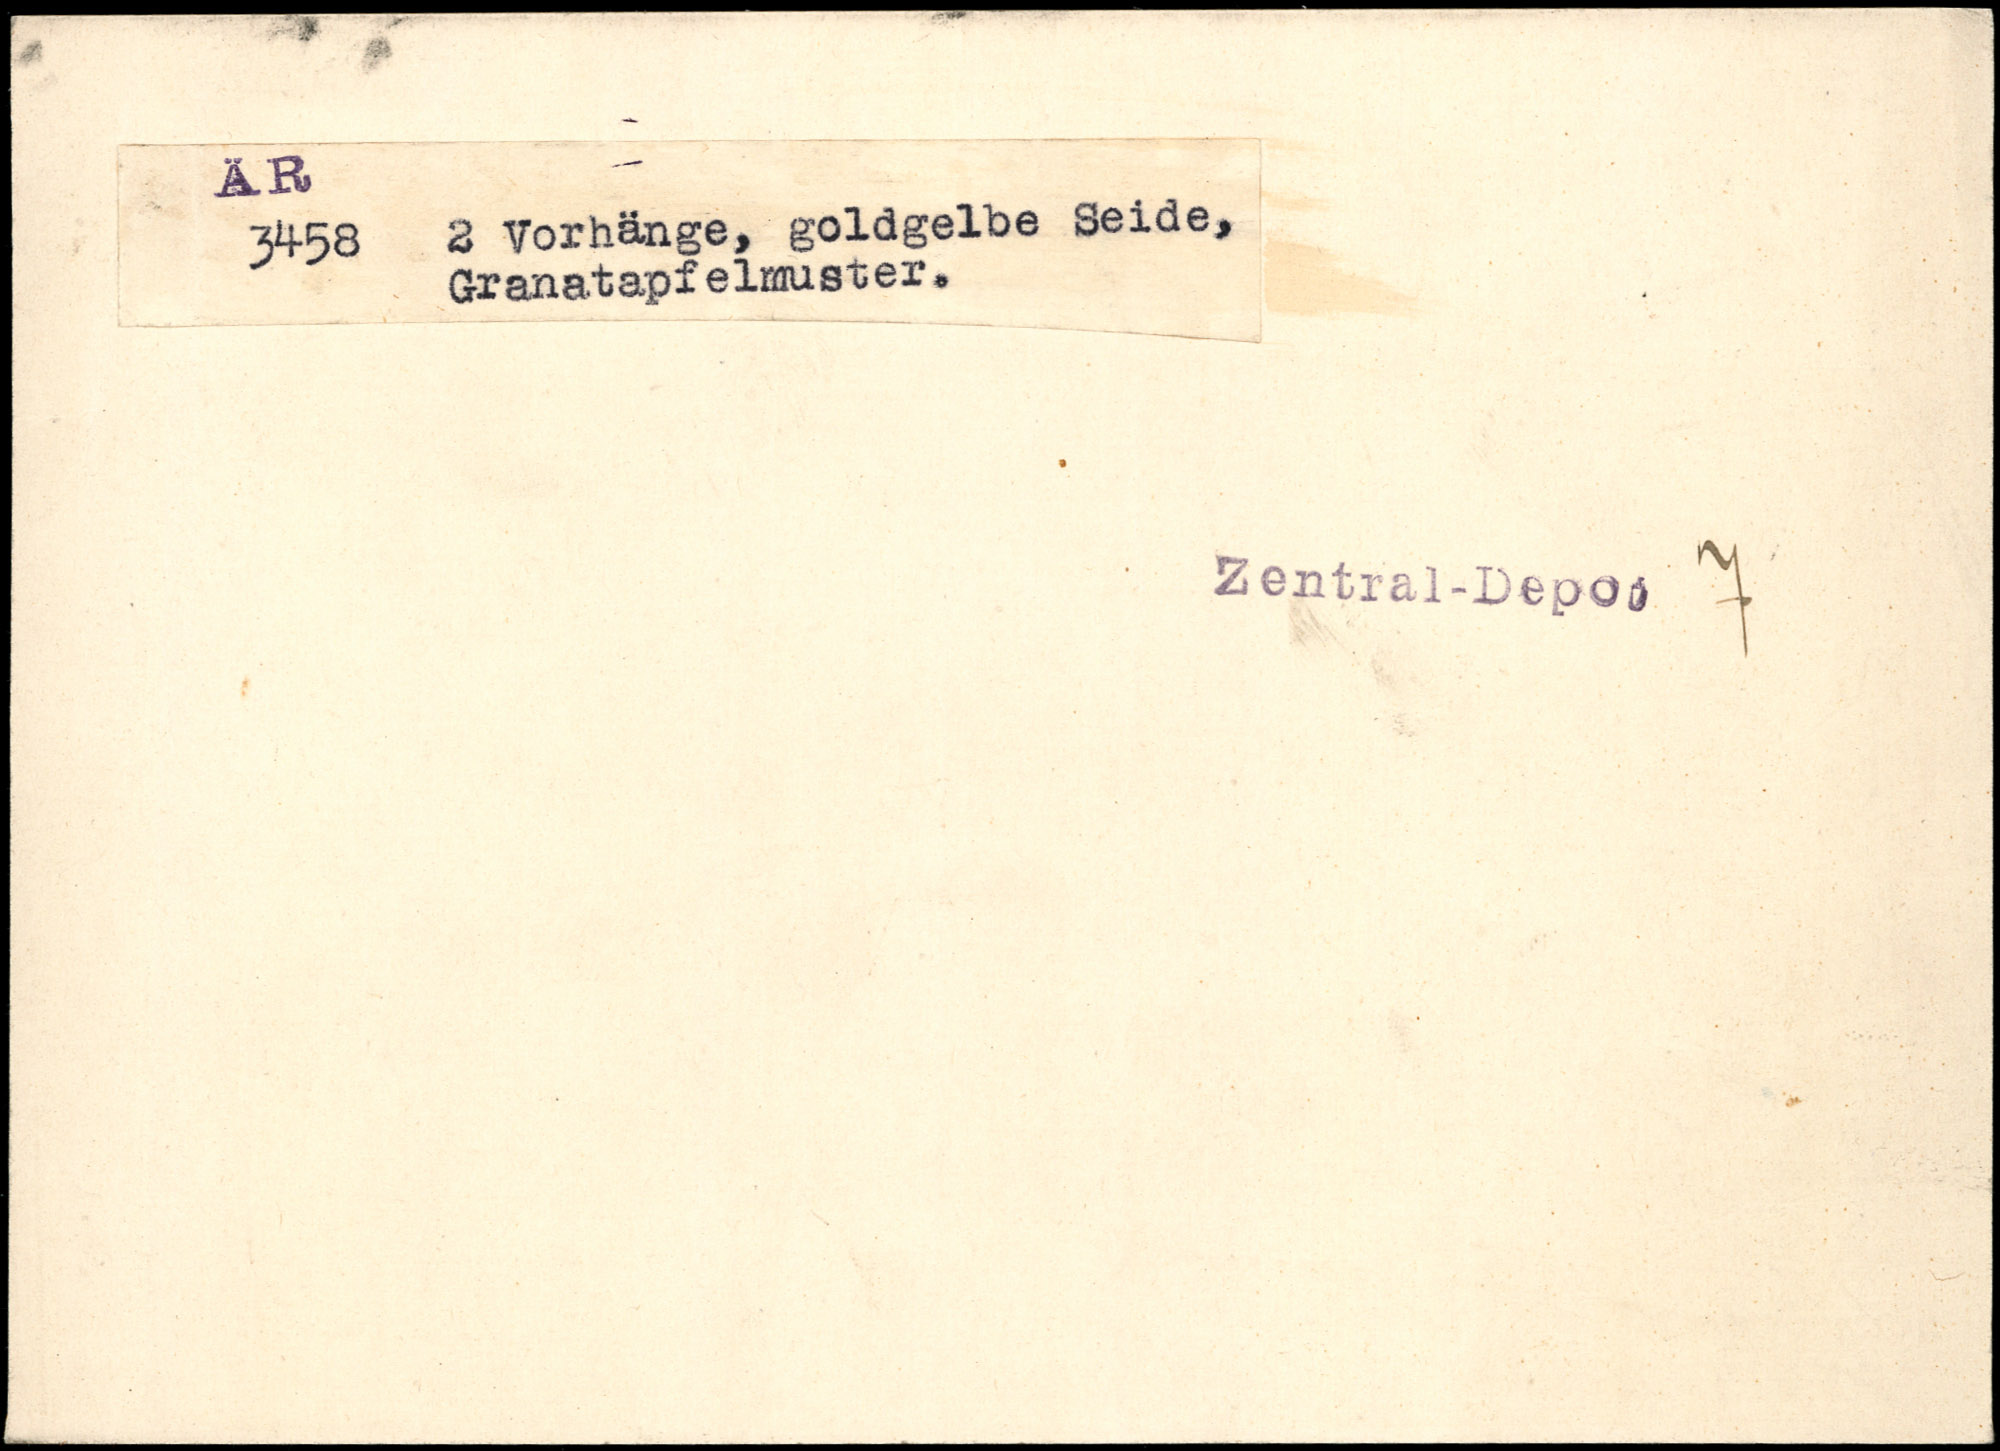 ÄR
3458 2 Vorhänge, goldgelbe Seide,
Granatapfelmuster.
Zentral-Depot 7